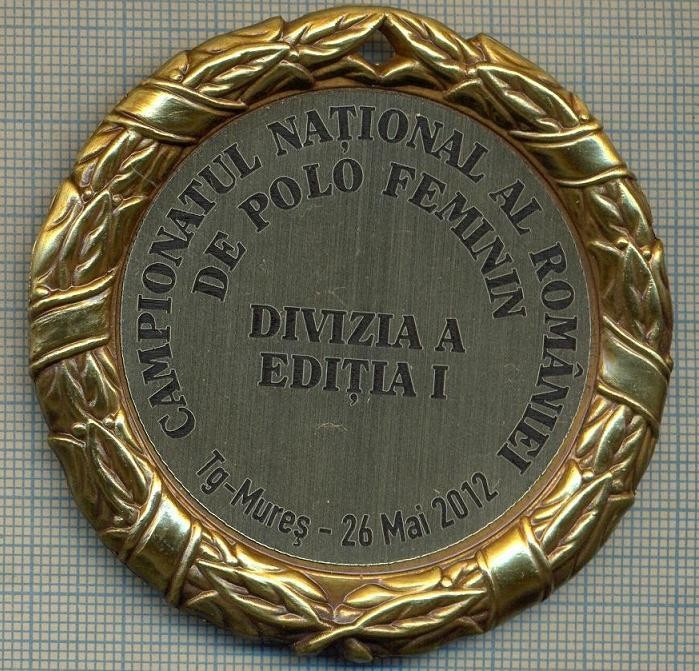 CAMPIONATUL NAȚIONAL AL ROMÂNIEI
DE POLO FEMININ
DIVIZIA A
EDIȚIA I
Tg-Mureș - 26 Mai 2012